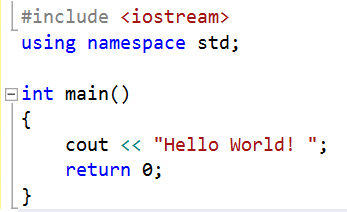 #include <iostream>
using namespace std;

int main()
{
    cout << "Hello World! ";
    return 0;
}